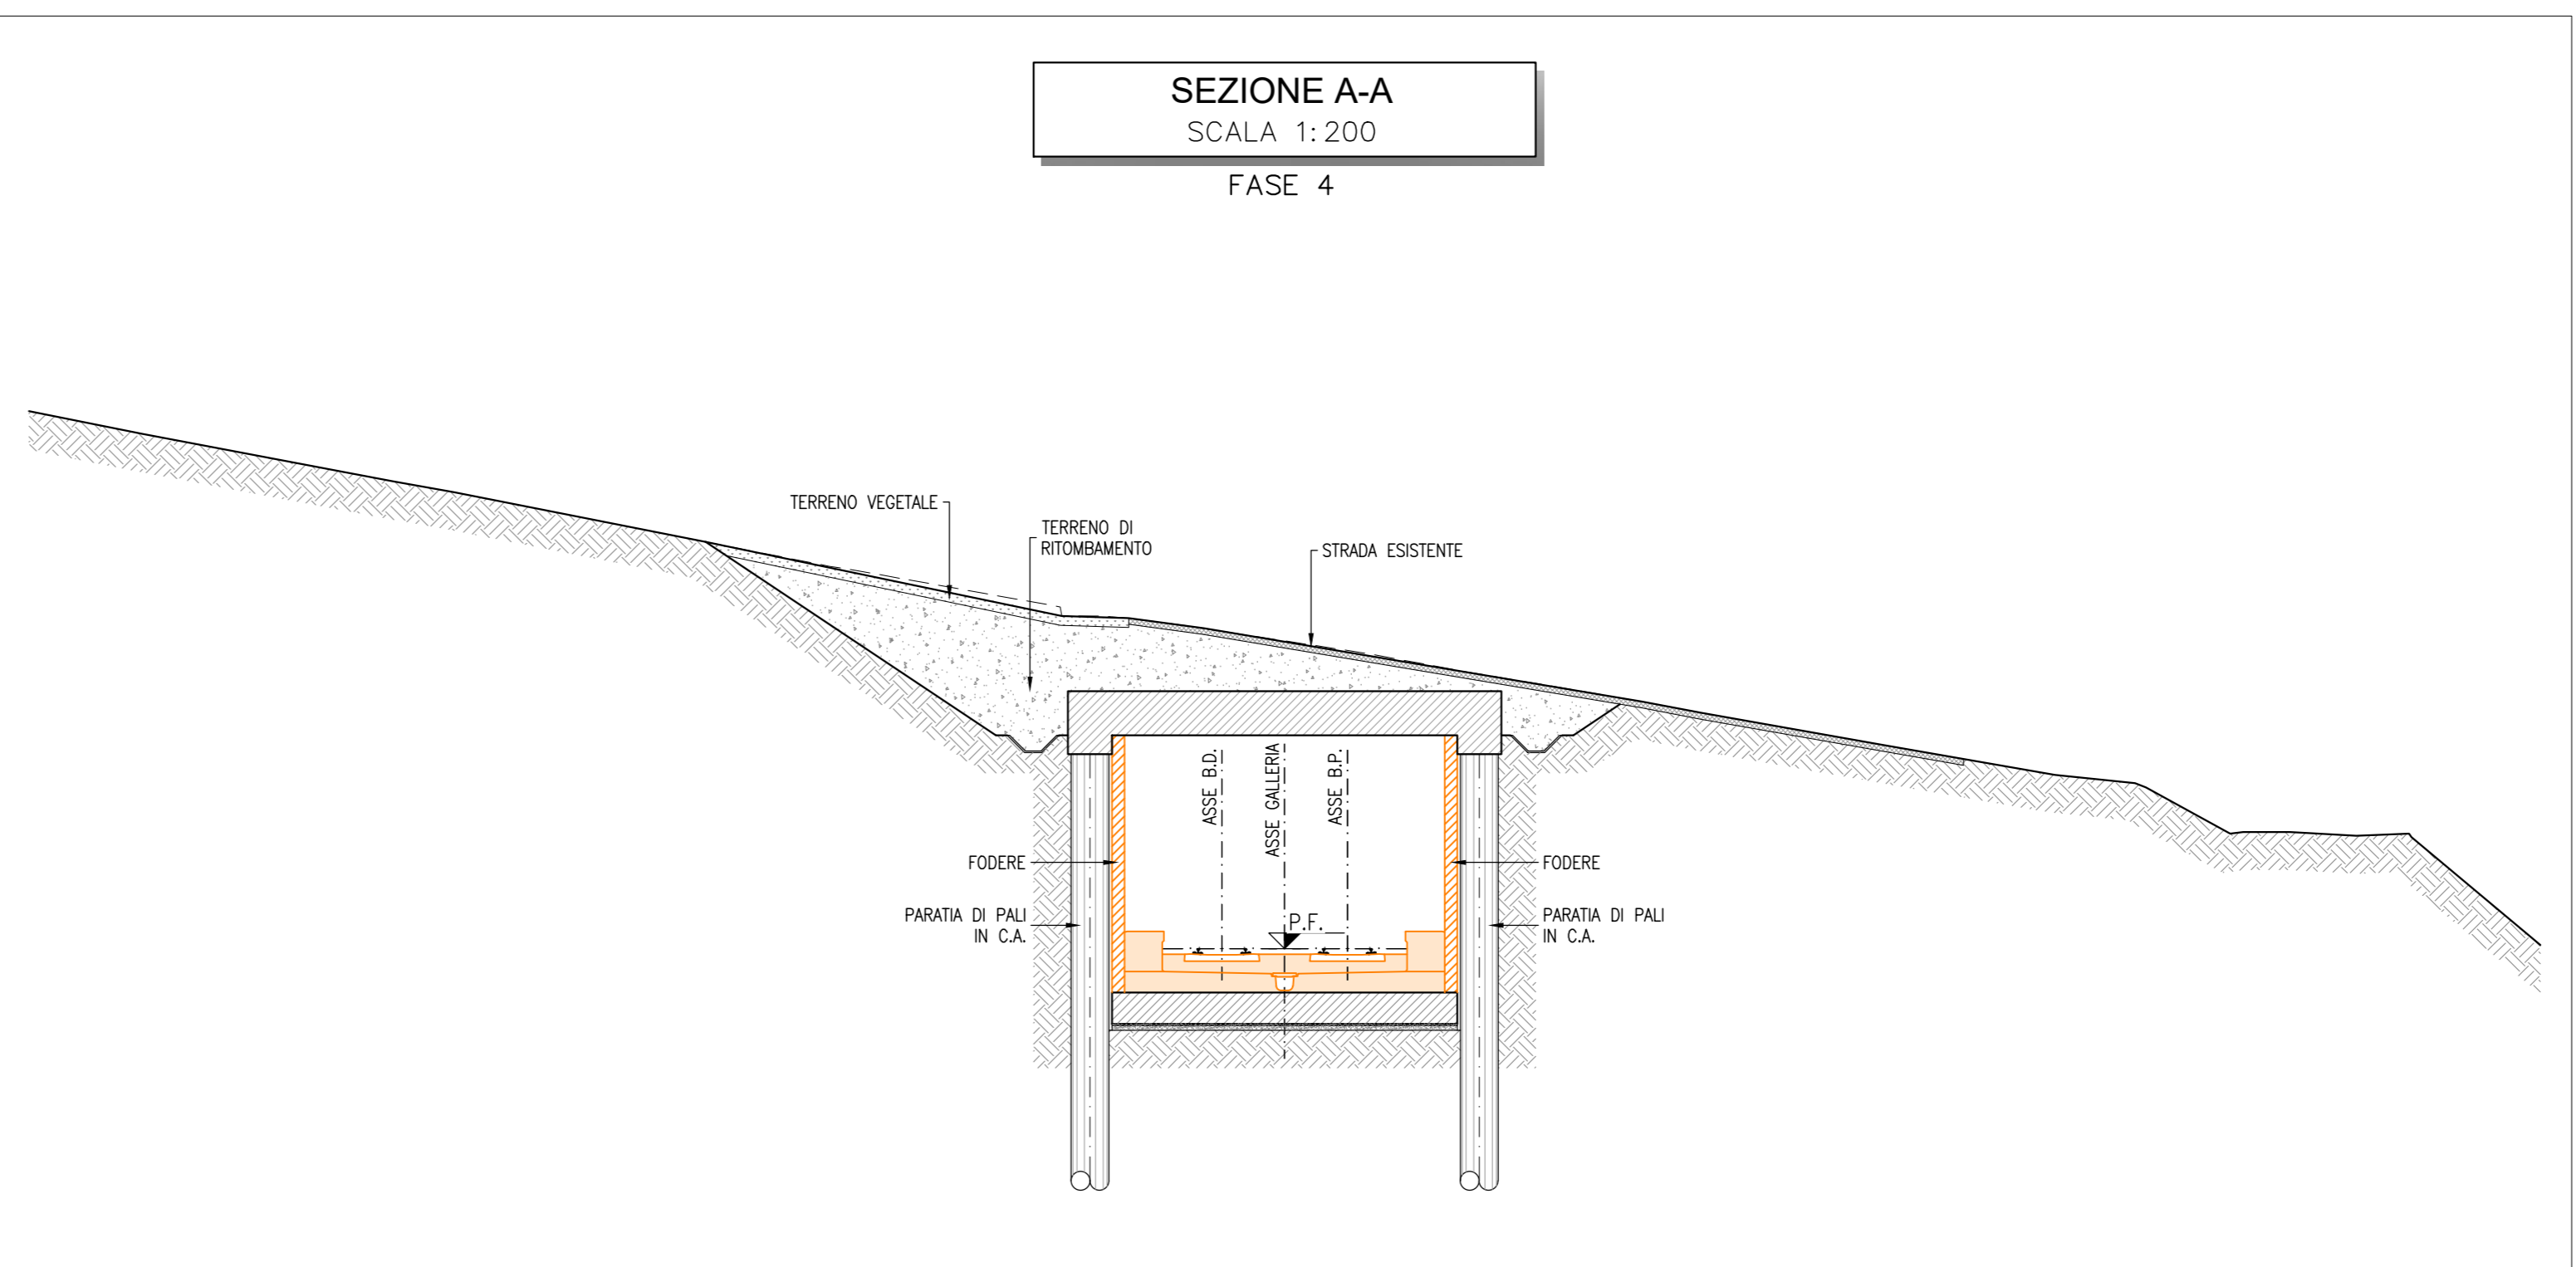 SEZIONE A-A
SCALA 1:200
FASE 4
TERRENO VEGETALE
TERRENO DI
RITOMBAMENTO
STRADA ESISTENTE
ASSE B.D.
ASSE GALLERIA
ASSE B.P.
FODERE
FODERE
PARATIA DI PALI
IN C.A.
P.F.
PARATIA DI PALI
IN C.A.